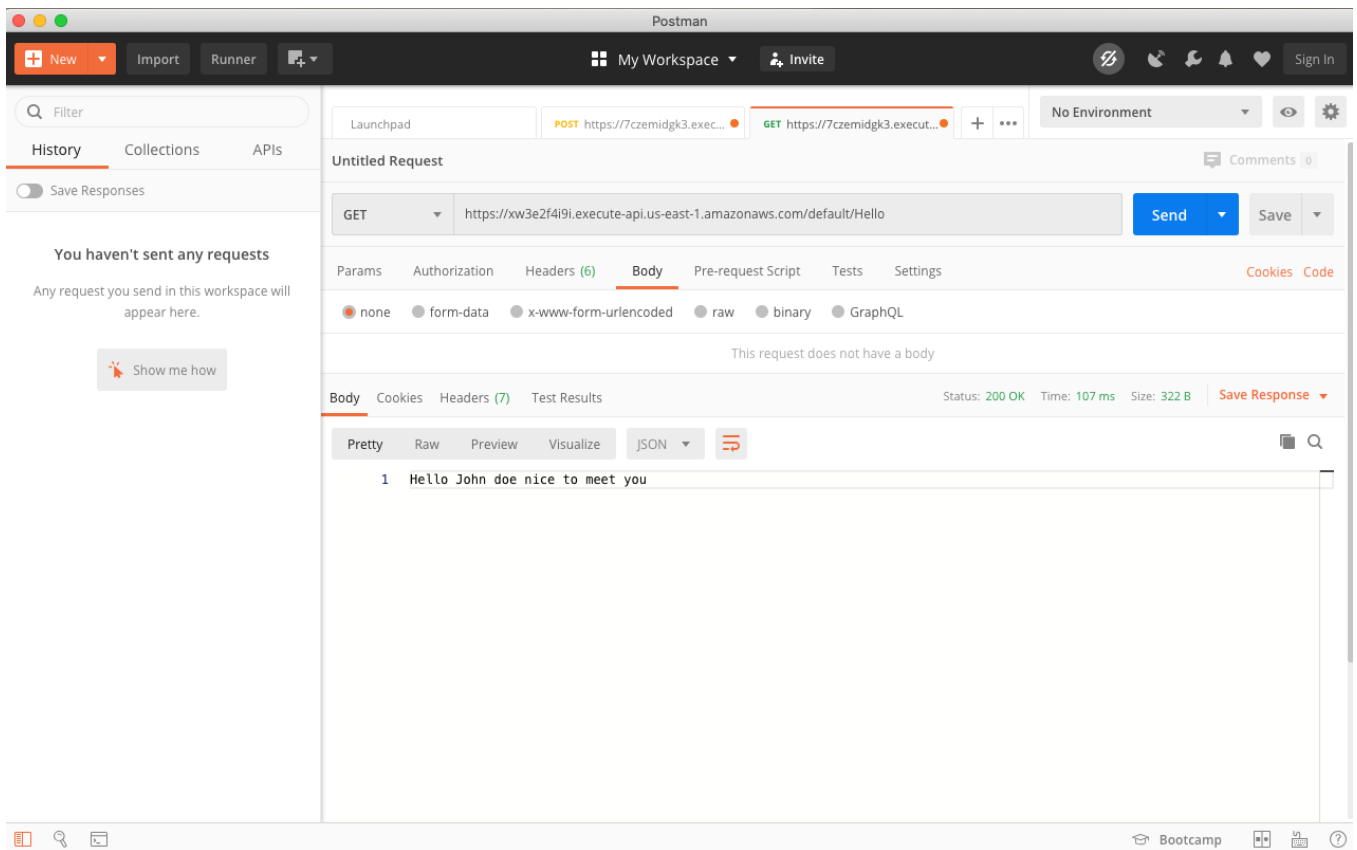 Postman
New Import Runner My Workspace Invite Sign In
Filter
History Collections APIs
Save Responses
You haven't sent any requests
Any request you send in this workspace will
appear here.
Show me how
Launchpad POST https://7czemidgk3.exec... GET https://7czemidgk3.execut... + ••• No Environment
Untitled Request Comments 0
GET https://xw3e2f4i9i.execute-api.us-east-1.amazonaws.com/default/Hello Send Save
Params Authorization Headers (6) Body Pre-request Script Tests Settings Cookies Code
none form-data x-www-form-urlencoded raw binary GraphQL
This request does not have a body
Body Cookies Headers (7) Test Results Status: 200 OK Time: 107 ms Size: 322 B Save Response
Pretty Raw Preview Visualize JSON
1 Hello John doe nice to meet you
Bootcamp